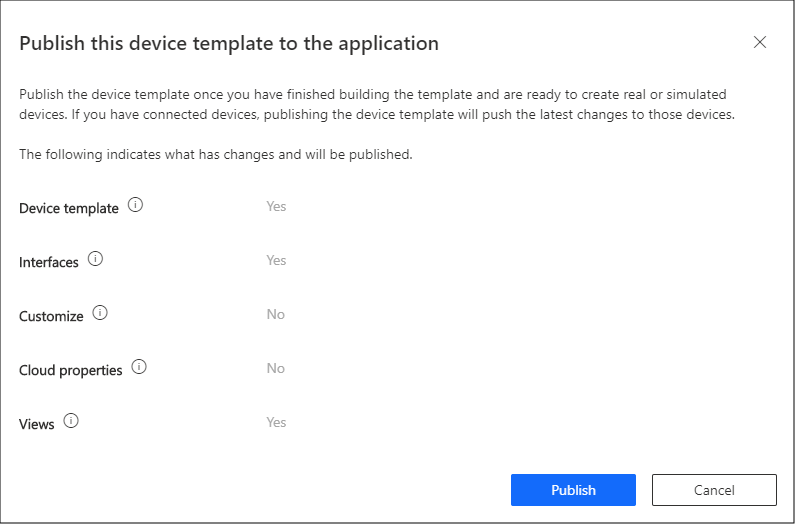 Publish this device template to the application
Publish the device template once you have finished building the template and are ready to create real or simulated
devices. If you have connected devices, publishing the device template will push the latest changes to those devices.
The following indicates what has changes and will be published.
Device template Yes
Interfaces Yes
Customize No
Cloud properties No
Views Yes
Publish Cancel